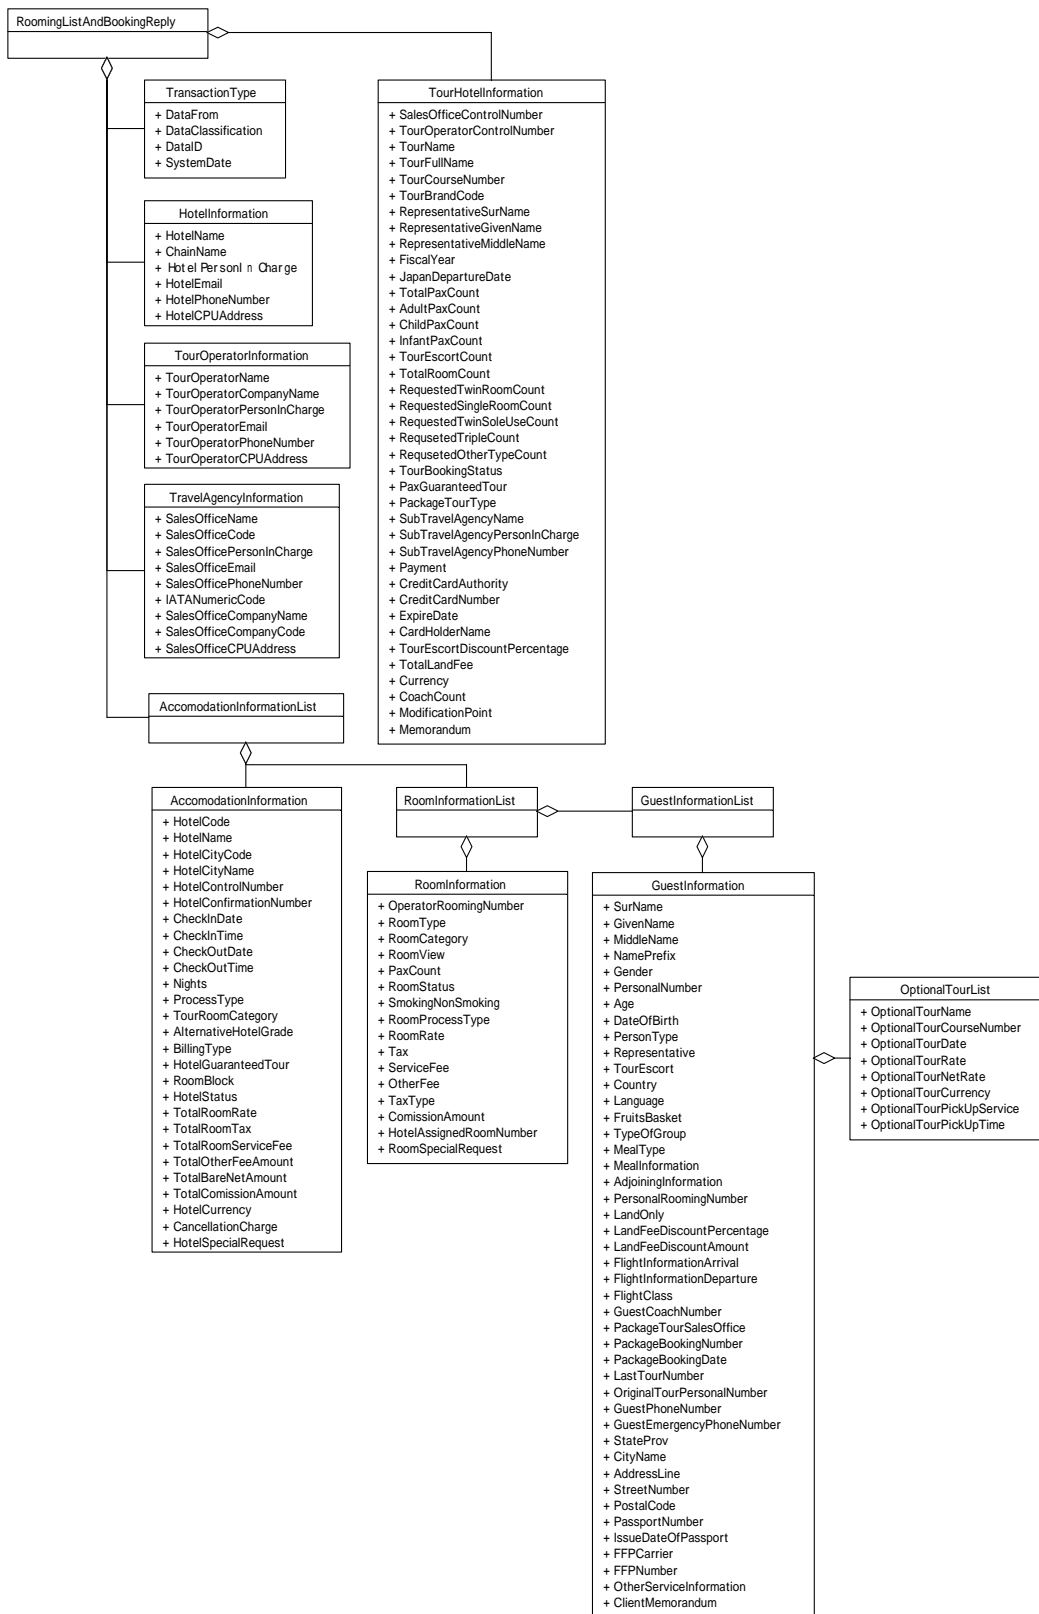 RoomingListAndBookingReply
TransactionType
+ DataFrom
+ DataClassification
+ DataID
+ SystemDate
HotelInformation
+ HotelName
+ ChainName
+ Hotel PersonIn Charge
+ HotelEmail
+ HotelPhoneNumber
+ HotelCPUAddress
TourOperatorInformation
+ TourOperatorName
+ TourOperatorCompanyName
+ TourOperatorPersonInCharge
+ TourOperatorEmail
+ TourOperatorPhoneNumber
+ TourOperatorCPUAddress
TravelAgencyInformation
+ SalesOfficeName
+ SalesOfficeCode
+ SalesOfficePersonInCharge
+ SalesOfficeEmail
+ SalesOfficePhoneNumber
+ IATANumericCode
+ SalesOfficeCompanyName
+ SalesOfficeCompanyCode
+ SalesOfficeCPUAddress
AccomodationInformationList
TourHotelInformation
+ SalesOfficeControlNumber
+ TourOperatorControlNumber
+ TourName
+ TourFullName
+ TourCourseNumber
+ TourBrandCode
+ RepresentativeSurName
+ RepresentativeGivenName
+ RepresentativeMiddleName
+ FiscalYear
+ JapanDepartureDate
+ TotalPaxCount
+ AdultPaxCount
+ ChildPaxCount
+ InfantPaxCount
+ TourEscortCount
+ TotalRoomCount
+ RequestedTwinRoomCount
+ RequestedSingleRoomCount
+ RequestedTwinSoleUseCount
+ RequsetedTripleCount
+ RequsetedOtherTypeCount
+ TourBookingStatus
+ PaxGuaranteedTour
+ PackageTourType
+ SubTravelAgencyName
+ SubTravelAgencyPersonInCharge
+ SubTravelAgencyPhoneNumber
+ Payment
+ CreditCardAuthority
+ CreditCardNumber
+ ExpireDate
+ CardHolderName
+ TourEscortDiscountPercentage
+ TotalLandFee
+ Currency
+ CoachCount
+ ModificationPoint
+ Memorandum
AccomodationInformation
+ HotelCode
+ HotelName
+ HotelCityCode
+ HotelCityName
+ HotelControlNumber
+ HotelConfirmationNumber
+ CheckInDate
+ CheckInTime
+ CheckOutDate
+ CheckOutTime
+ Nights
+ ProcessType
+ TourRoomCategory
+ AlternativeHotelGrade
+ BillingType
+ HotelGuaranteedTour
+ RoomBlock
+ HotelStatus
+ TotalRoomRate
+ TotalRoomTax
+ TotalRoomServiceFee
+ TotalOtherFeeAmount
+ TotalBareNetAmount
+ TotalComissionAmount
+ HotelCurrency
+ CancellationCharge
+ HotelSpecialRequest
RoomInformationList
RoomInformation
+ OperatorRoomingNumber
+ RoomType
+ RoomCategory
+ RoomView
+ PaxCount
+ RoomStatus
+ SmokingNonSmoking
+ RoomProcessType
+ RoomRate
+ Tax
+ ServiceFee
+ OtherFee
+ TaxType
+ ComissionAmount
+ HotelAssignedRoomNumber
+ RoomSpecialRequest
GuestInformationList
GuestInformation
+ SurName
+ GivenName
+ MiddleName
+ NamePrefix
+ Gender
+ PersonalNumber
+ Age
+ DateOfBirth
+ PersonType
+ Representative
+ TourEscort
+ Country
+ Language
+ FruitsBasket
+ TypeOfGroup
+ MealType
+ MealInformation
+ AdjoiningInformation
+ PersonalRoomingNumber
+ LandOnly
+ LandFeeDiscountPercentage
+ LandFeeDiscountAmount
+ FlightInformationArrival
+ FlightInformationDeparture
+ FlightClass
+ GuestCoachNumber
+ PackageTourSalesOffice
+ PackageBookingNumber
+ PackageBookingDate
+ LastTourNumber
+ OriginalTourPersonalNumber
+ GuestPhoneNumber
+ GuestEmergencyPhoneNumber
+ StateProv
+ CityName
+ AddressLine
+ StreetNumber
+ PostalCode
+ PassportNumber
+ IssueDateOfPassport
+ FFPCarrier
+ FFPNumber
+ OtherServiceInformation
+ ClientMemorandum
OptionalTourList
+ OptionalTourName
+ OptionalTourCourseNumber
+ OptionalTourDate
+ OptionalTourRate
+ OptionalTourNetRate
+ OptionalTourCurrency
+ OptionalTourPickUpService
+ OptionalTourPickUpTime